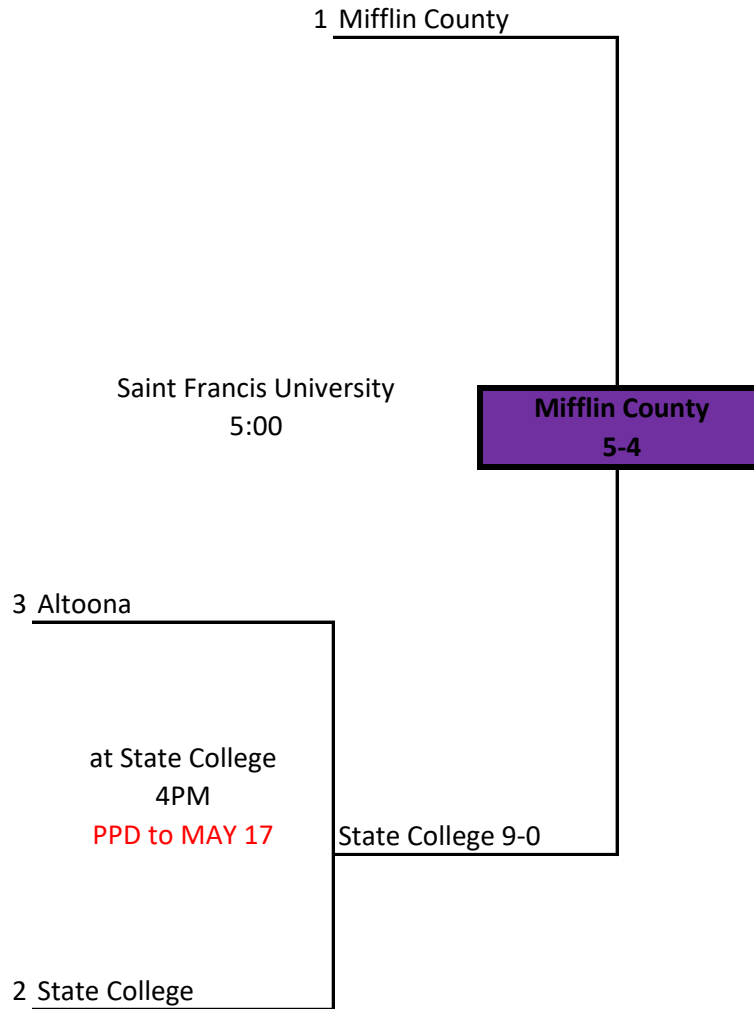 1 Mifflin County
Saint Francis University
5:00
Mifflin County
5-4
3 Altoona
at State College
4PM
PPD to MAY 17
State College 9-0
2 State College